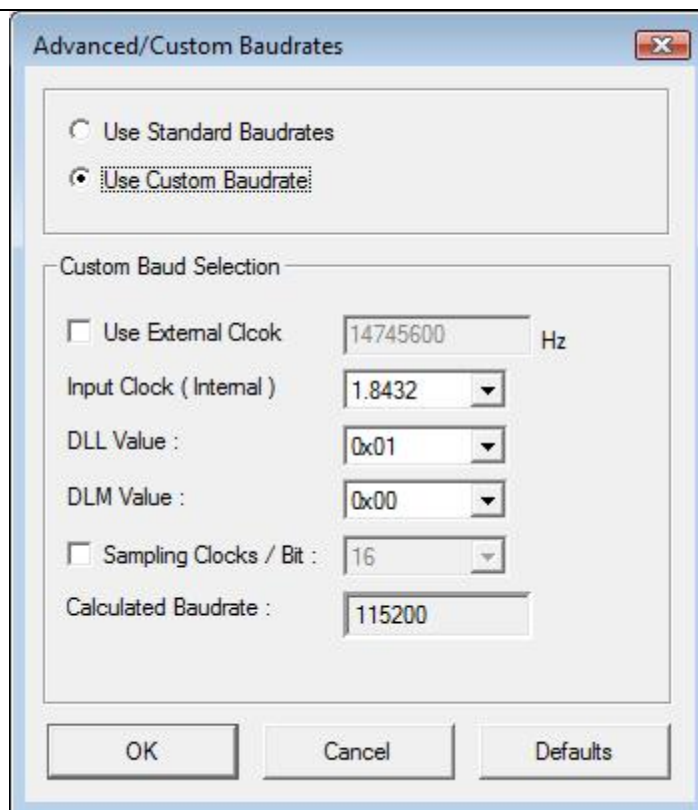 Advanced/Custom Baudrates
Use Standard Baudrates
Use Custom Baudrate
Custom Baud Selection
Use External Clcok 14745600 Hz
Input Clock ( Internal ) 1.8432
DLL Value : 0x01
DLM Value : 0x00
Sampling Clocks / Bit : 16
Calculated Baudrate : 115200
OK Cancel Defaults